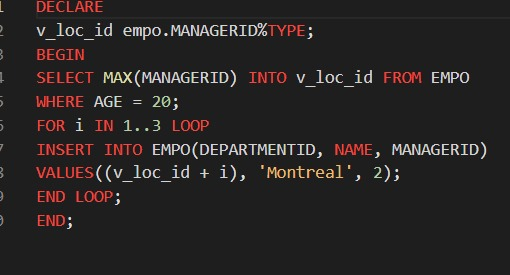 DECLARE
v_loc_id empo.MANAGERID%TYPE;
BEGIN
SELECT MAX(MANAGERID) INTO v_loc_id FROM EMPO
WHERE AGE = 20;
FOR i IN 1..3 LOOP
INSERT INTO EMPO(DEPARTMENTID, NAME, MANAGERID)
VALUES((v_loc_id + i), 'Montreal', 2);
END LOOP;
END;